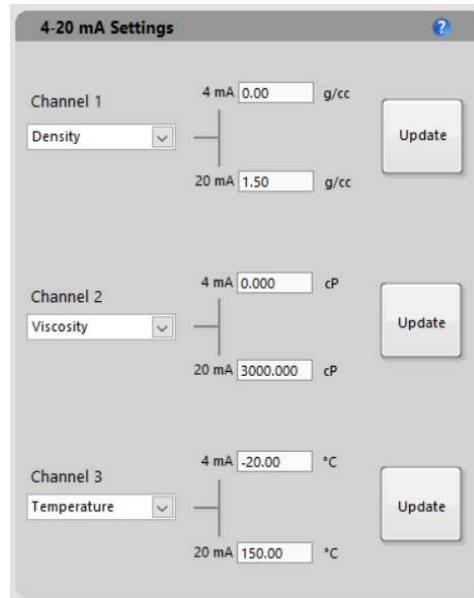 4-20 mA Settings ?
Channel 1
Density
4 mA 0.00 g/cc
20 mA 1.50 g/cc
Update
Channel 2
Viscosity
4 mA 0.000 cP
20 mA 3000.000 cP
Update
Channel 3
Temperature
4 mA -20.00 °C
20 mA 150.00 °C
Update